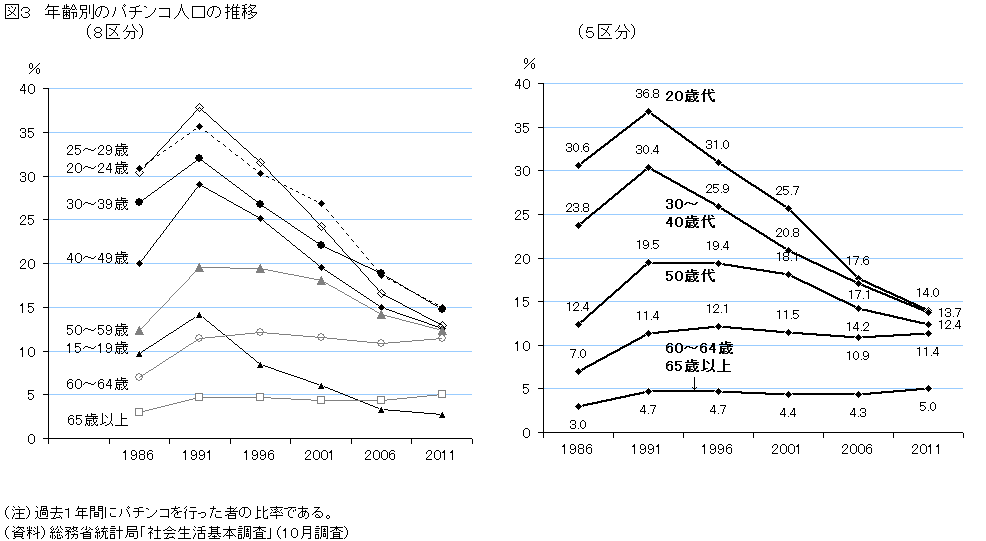 図３　年齢別のパチンコ人口の推移
（８区分）
（５区分）
％
40
35
30
25
20
15
10
5
0
25～29歳
20～24歳
30～39歳
40～49歳
50～59歳
15～19歳
60～64歳
65歳以上
1986 1991 1996 2001 2006 2011
％
40
35
30
25
20
15
10
5
0
20歳代
30.6 36.8 31.0 25.7 17.6 14.0
30～
40歳代
23.8 30.4 25.9 20.8 17.1 13.7
50歳代
12.4 19.5 19.4 18.1 14.2 12.4
60～64歳
7.0 11.4 12.1 11.5 10.9 11.4
65歳以上
3.0 4.7 4.7 4.4 4.3 5.0
1986 1991 1996 2001 2006 2011
（注）過去１年間にパチンコを行った者の比率である。
（資料）総務省統計局「社会生活基本調査」（10月調査）